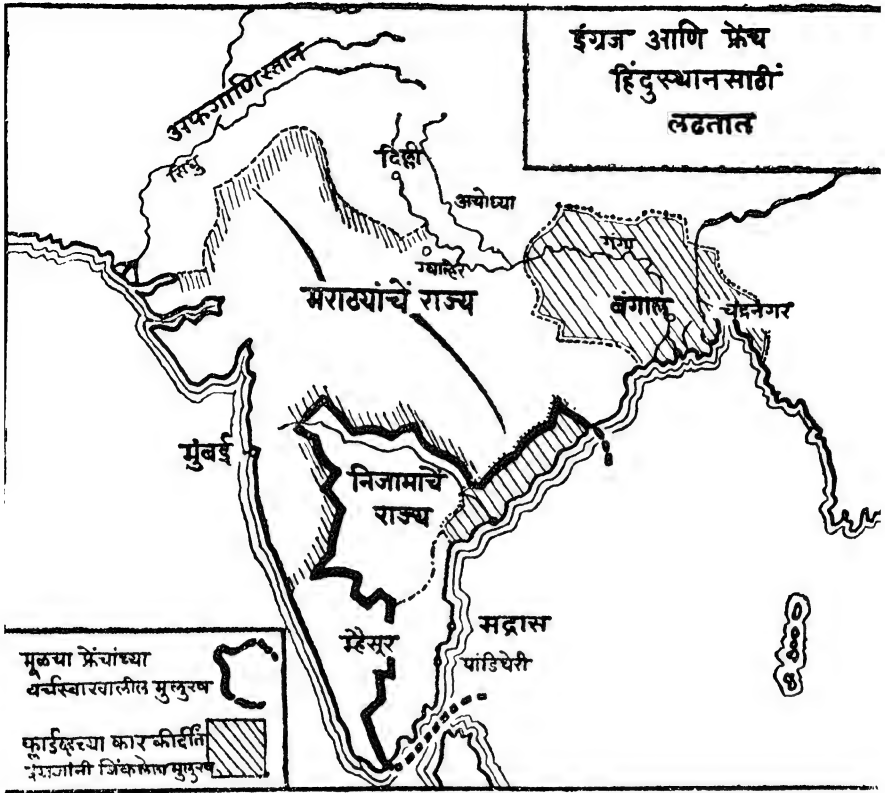 इंग्रज आणि फ्रेंच
हिंदुस्थानसाठीं
लढतात
अफगाणिस्तान
सिंधु
दिल्ली
अयोध्या
ग्वाल्हेर
गंगा
मराठ्यांचें राज्य
बंगाल
चंद्रनगर
मुंबई
निजामाचें
राज्य
मद्रास
म्हैसूर
पांडिचेरी
मूळच्या फ्रेंचांच्या
वर्चस्वाखालील मुलुख
क्लाईव्हच्या कारकीर्दीत
इंग्रजांनी जिंकलेला मुलुख